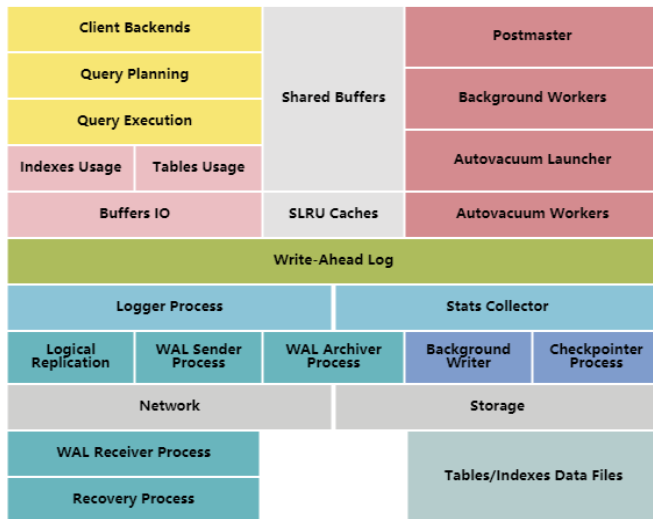 Client Backends
Query Planning
Query Execution
Indexes Usage
Tables Usage
Buffers IO
Shared Buffers
SLRU Caches
Postmaster
Background Workers
Autovacuum Launcher
Autovacuum Workers
Write-Ahead Log
Logger Process
Stats Collector
Logical
Replication
WAL Sender
Process
WAL Archiver
Process
Background
Writer
Checkpointer
Process
Network
Storage
WAL Receiver Process
Recovery Process
Tables/Indexes Data Files